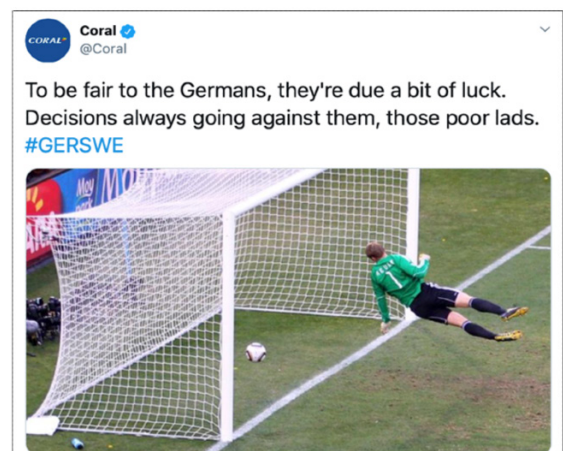 CORAL
Coral
@Coral
To be fair to the Germans, they're due a bit of luck.
Decisions always going against them, those poor lads.
#GERSWE
1